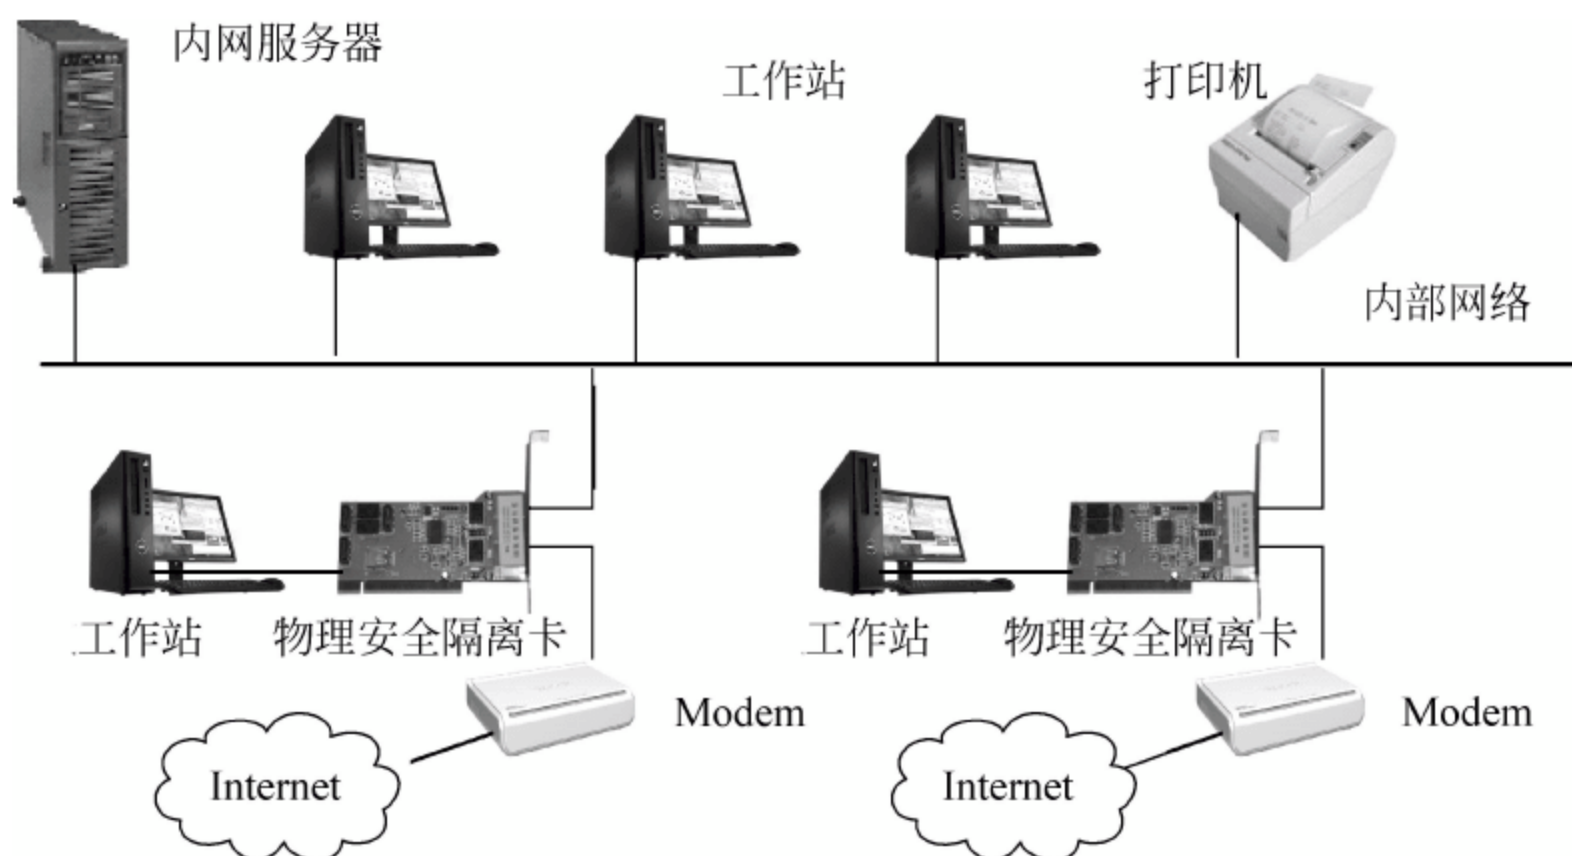 内网服务器
工作站
打印机
内部网络
工作站
物理安全隔离卡
工作站
物理安全隔离卡
Modem
Modem
Internet
Internet